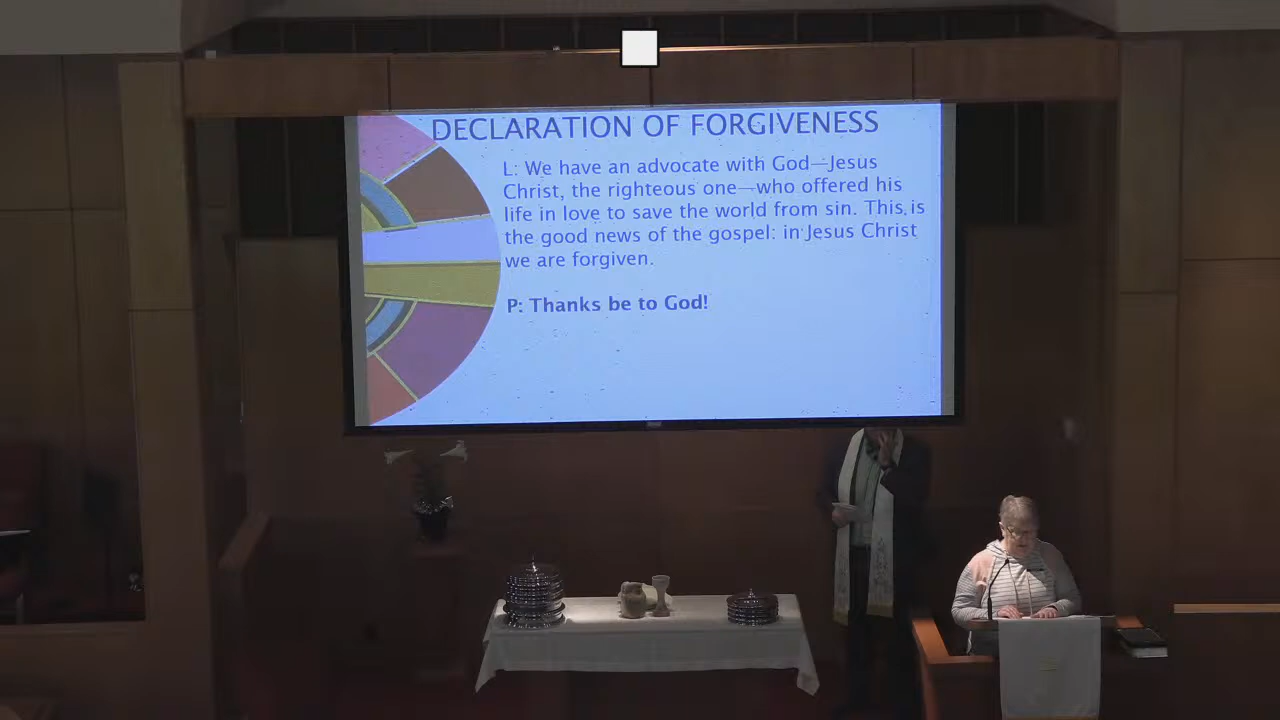 DECLARATION OF FORGIVENESS
L: We have an advocate with God—Jesus
Christ, the righteous one—who offered his
life in love to save the world from sin. This is
the good news of the gospel: in Jesus Christ
we are forgiven.
P: Thanks be to God!